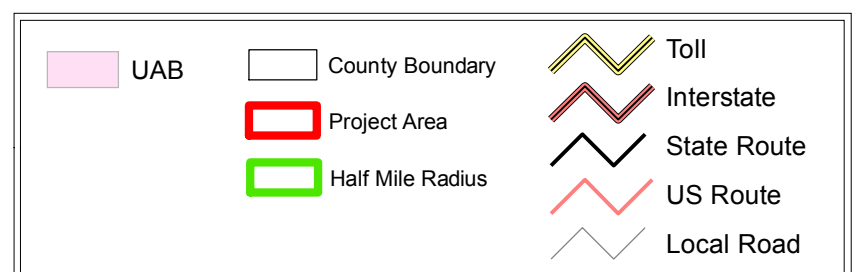 UAB
County Boundary
Project Area
Half Mile Radius
Toll
Interstate
State Route
US Route
Local Road